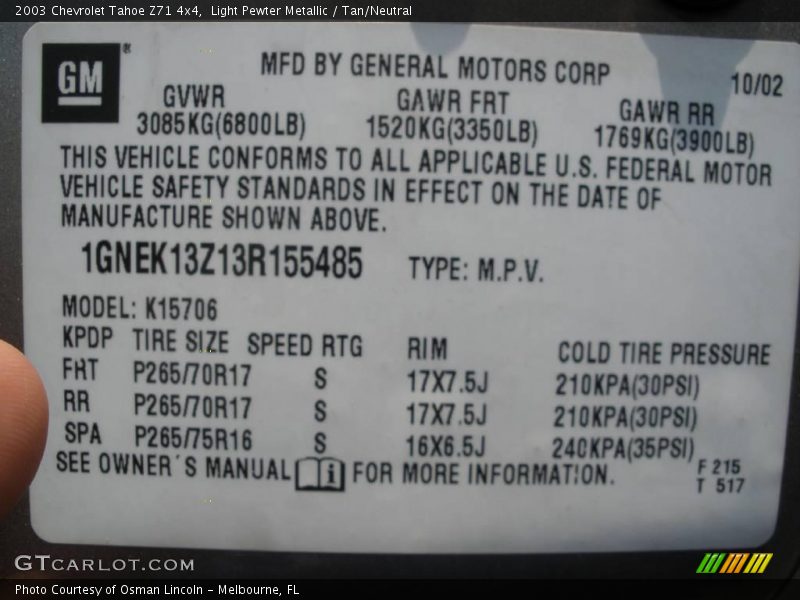 2003 Chevrolet Tahoe Z71 4x4, Light Pewter Metallic / Tan/Neutral
GM ®
MFD BY GENERAL MOTORS CORP
10/02
GVWR GAWR FRT GAWR RR
3085KG(6800LB) 1520KG(3350LB) 1769KG(3900LB)
THIS VEHICLE CONFORMS TO ALL APPLICABLE U.S. FEDERAL MOTOR
VEHICLE SAFETY STANDARDS IN EFFECT ON THE DATE OF
MANUFACTURE SHOWN ABOVE.
1GNEK13Z13R155485 TYPE: M.P.V.
MODEL: K15706
KPDP TIRE SIZE SPEED RTG RIM COLD TIRE PRESSURE
FRT P265/70R17 S 17X7.5J 210KPA(30PSI)
RR P265/70R17 S 17X7.5J 210KPA(30PSI)
SPA P265/75R16 S 16X6.5J 240KPA(35PSI)
SEE OWNER'S MANUAL i FOR MORE INFORMATION.
F 215
T 517
GTCARLOT.COM
Photo Courtesy of Osman Lincoln - Melbourne, FL